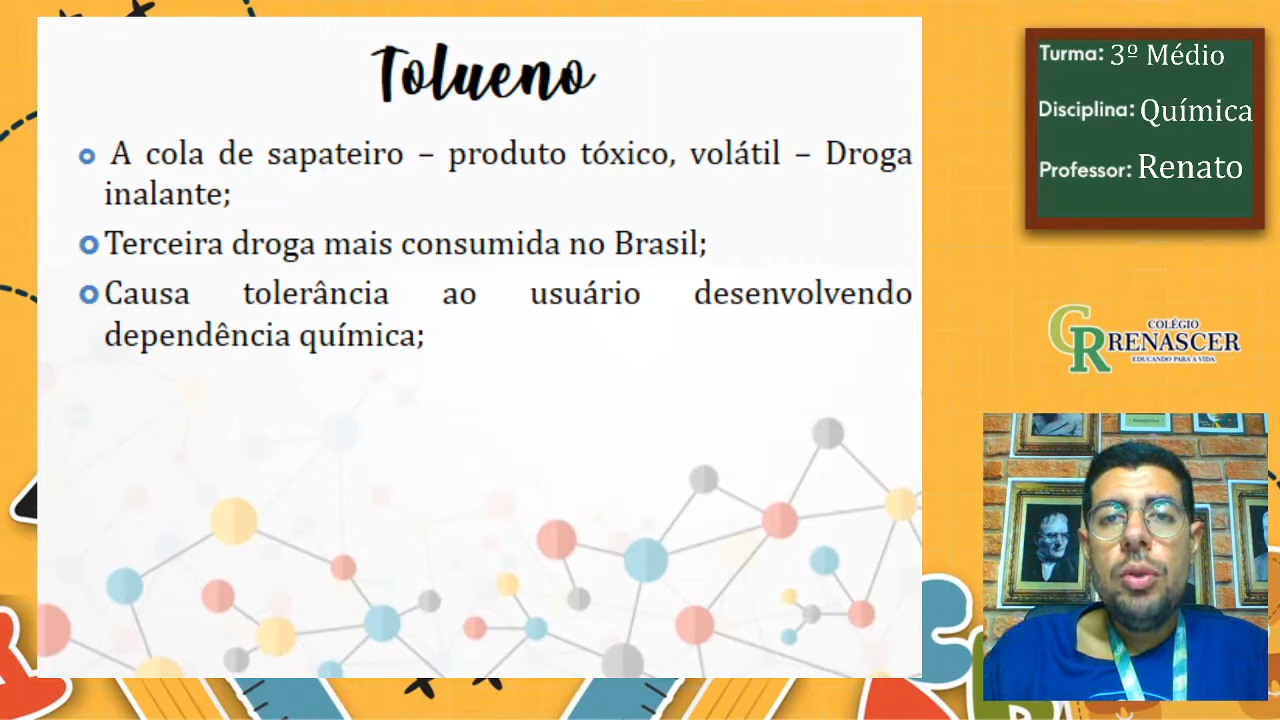 Tolueno
A cola de sapateiro – produto tóxico, volátil – Droga
inalante;
Terceira droga mais consumida no Brasil;
Causa tolerância ao usuário desenvolvendo
dependência química;
Turma: 3º Médio
Disciplina: Química
Professor: Renato
CR
COLÉGIO
RENASCER
EDUCANDO PARA A VIDA